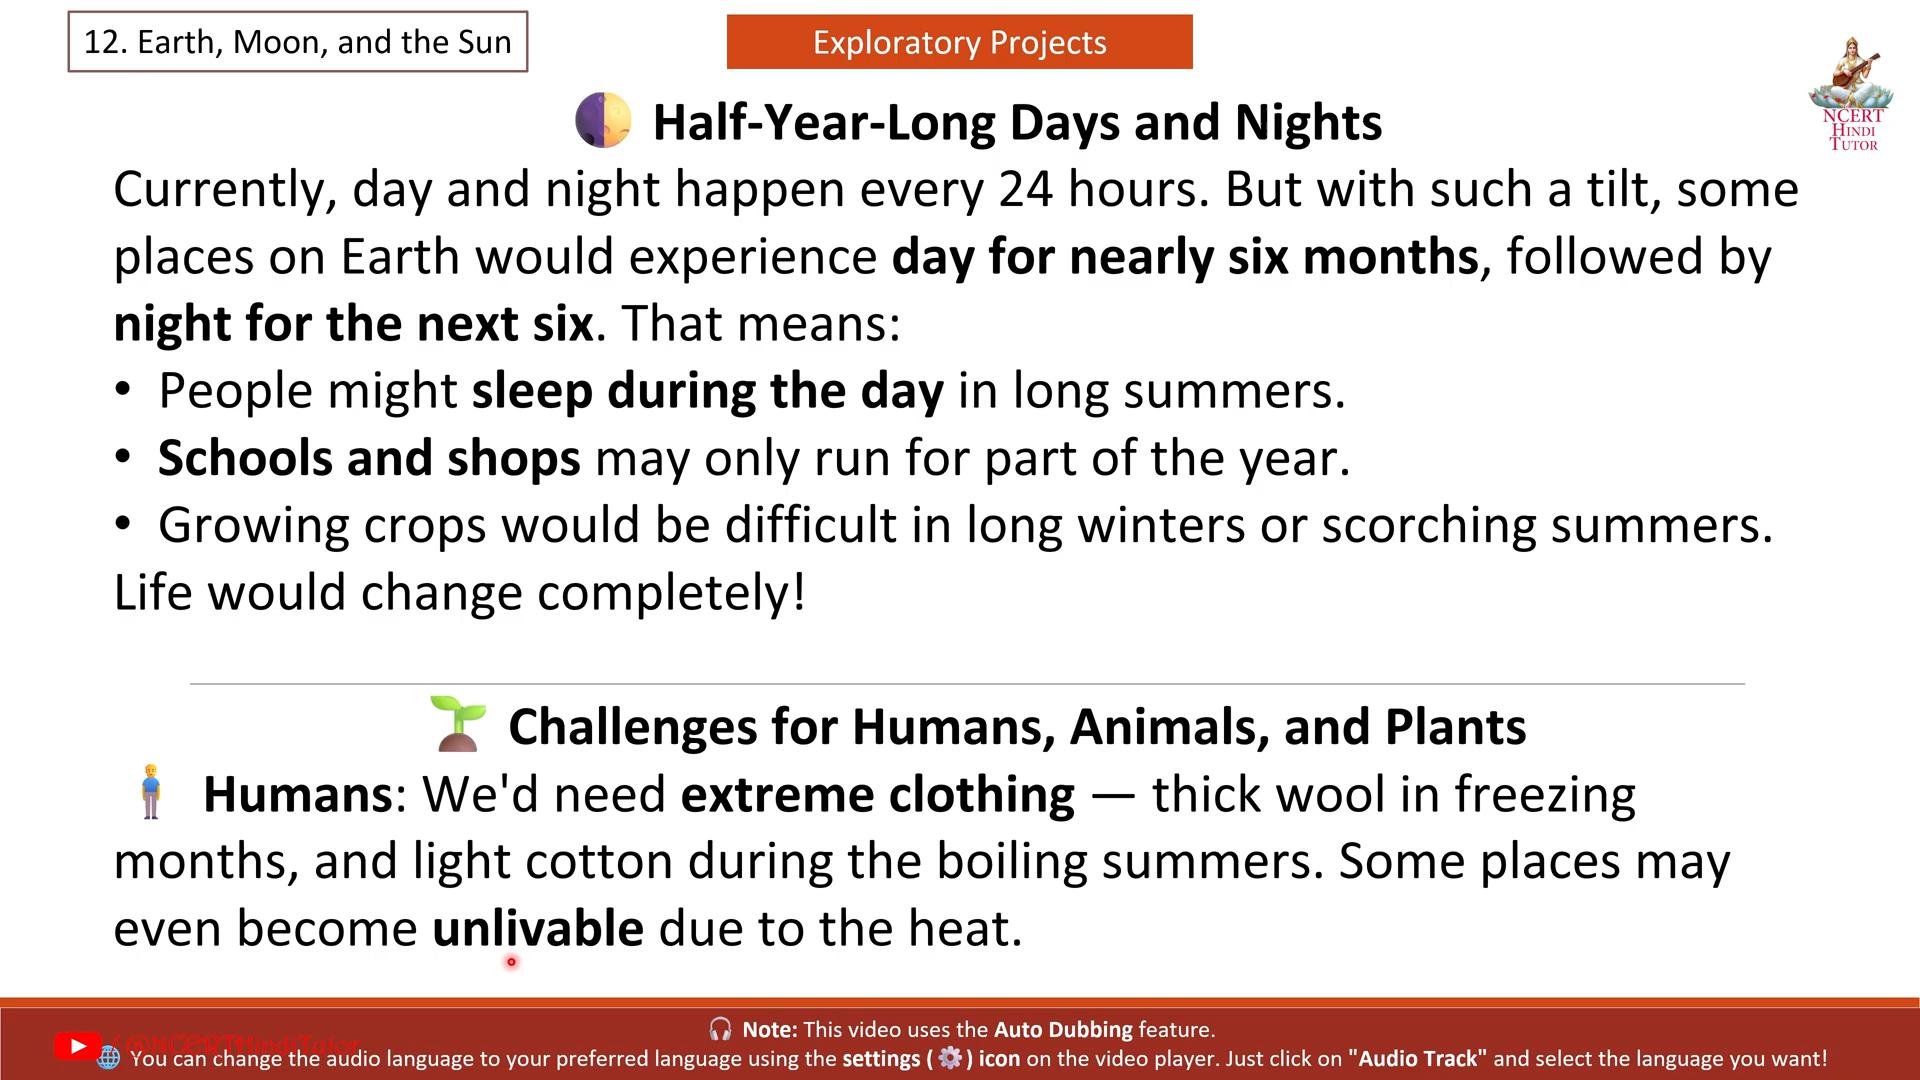 12. Earth, Moon, and the Sun
Exploratory Projects
NCERT
HINDI
TUTOR
Half-Year-Long Days and Nights
Currently, day and night happen every 24 hours. But with such a tilt, some
places on Earth would experience day for nearly six months, followed by
night for the next six. That means:
• People might sleep during the day in long summers.
• Schools and shops may only run for part of the year.
• Growing crops would be difficult in long winters or scorching summers.
Life would change completely!
Challenges for Humans, Animals, and Plants
Humans: We'd need extreme clothing — thick wool in freezing
months, and light cotton during the boiling summers. Some places may
even become unlivable due to the heat.
Note: This video uses the Auto Dubbing feature.
/@NCERTHindiTutor
You can change the audio language to your preferred language using the settings ( ) icon on the video player. Just click on "Audio Track" and select the language you want!